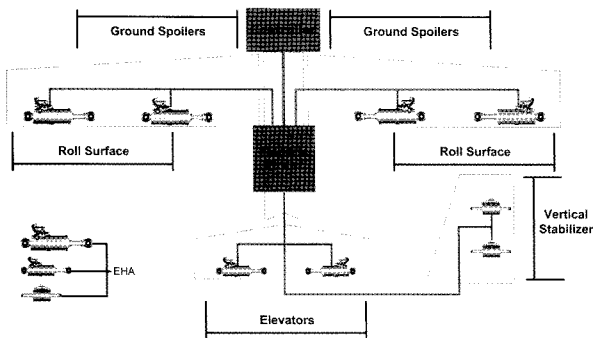 Ground Spoilers
Ground Spoilers
Roll Surface
Roll Surface
Vertical
Stabilizer
EHA
Elevators